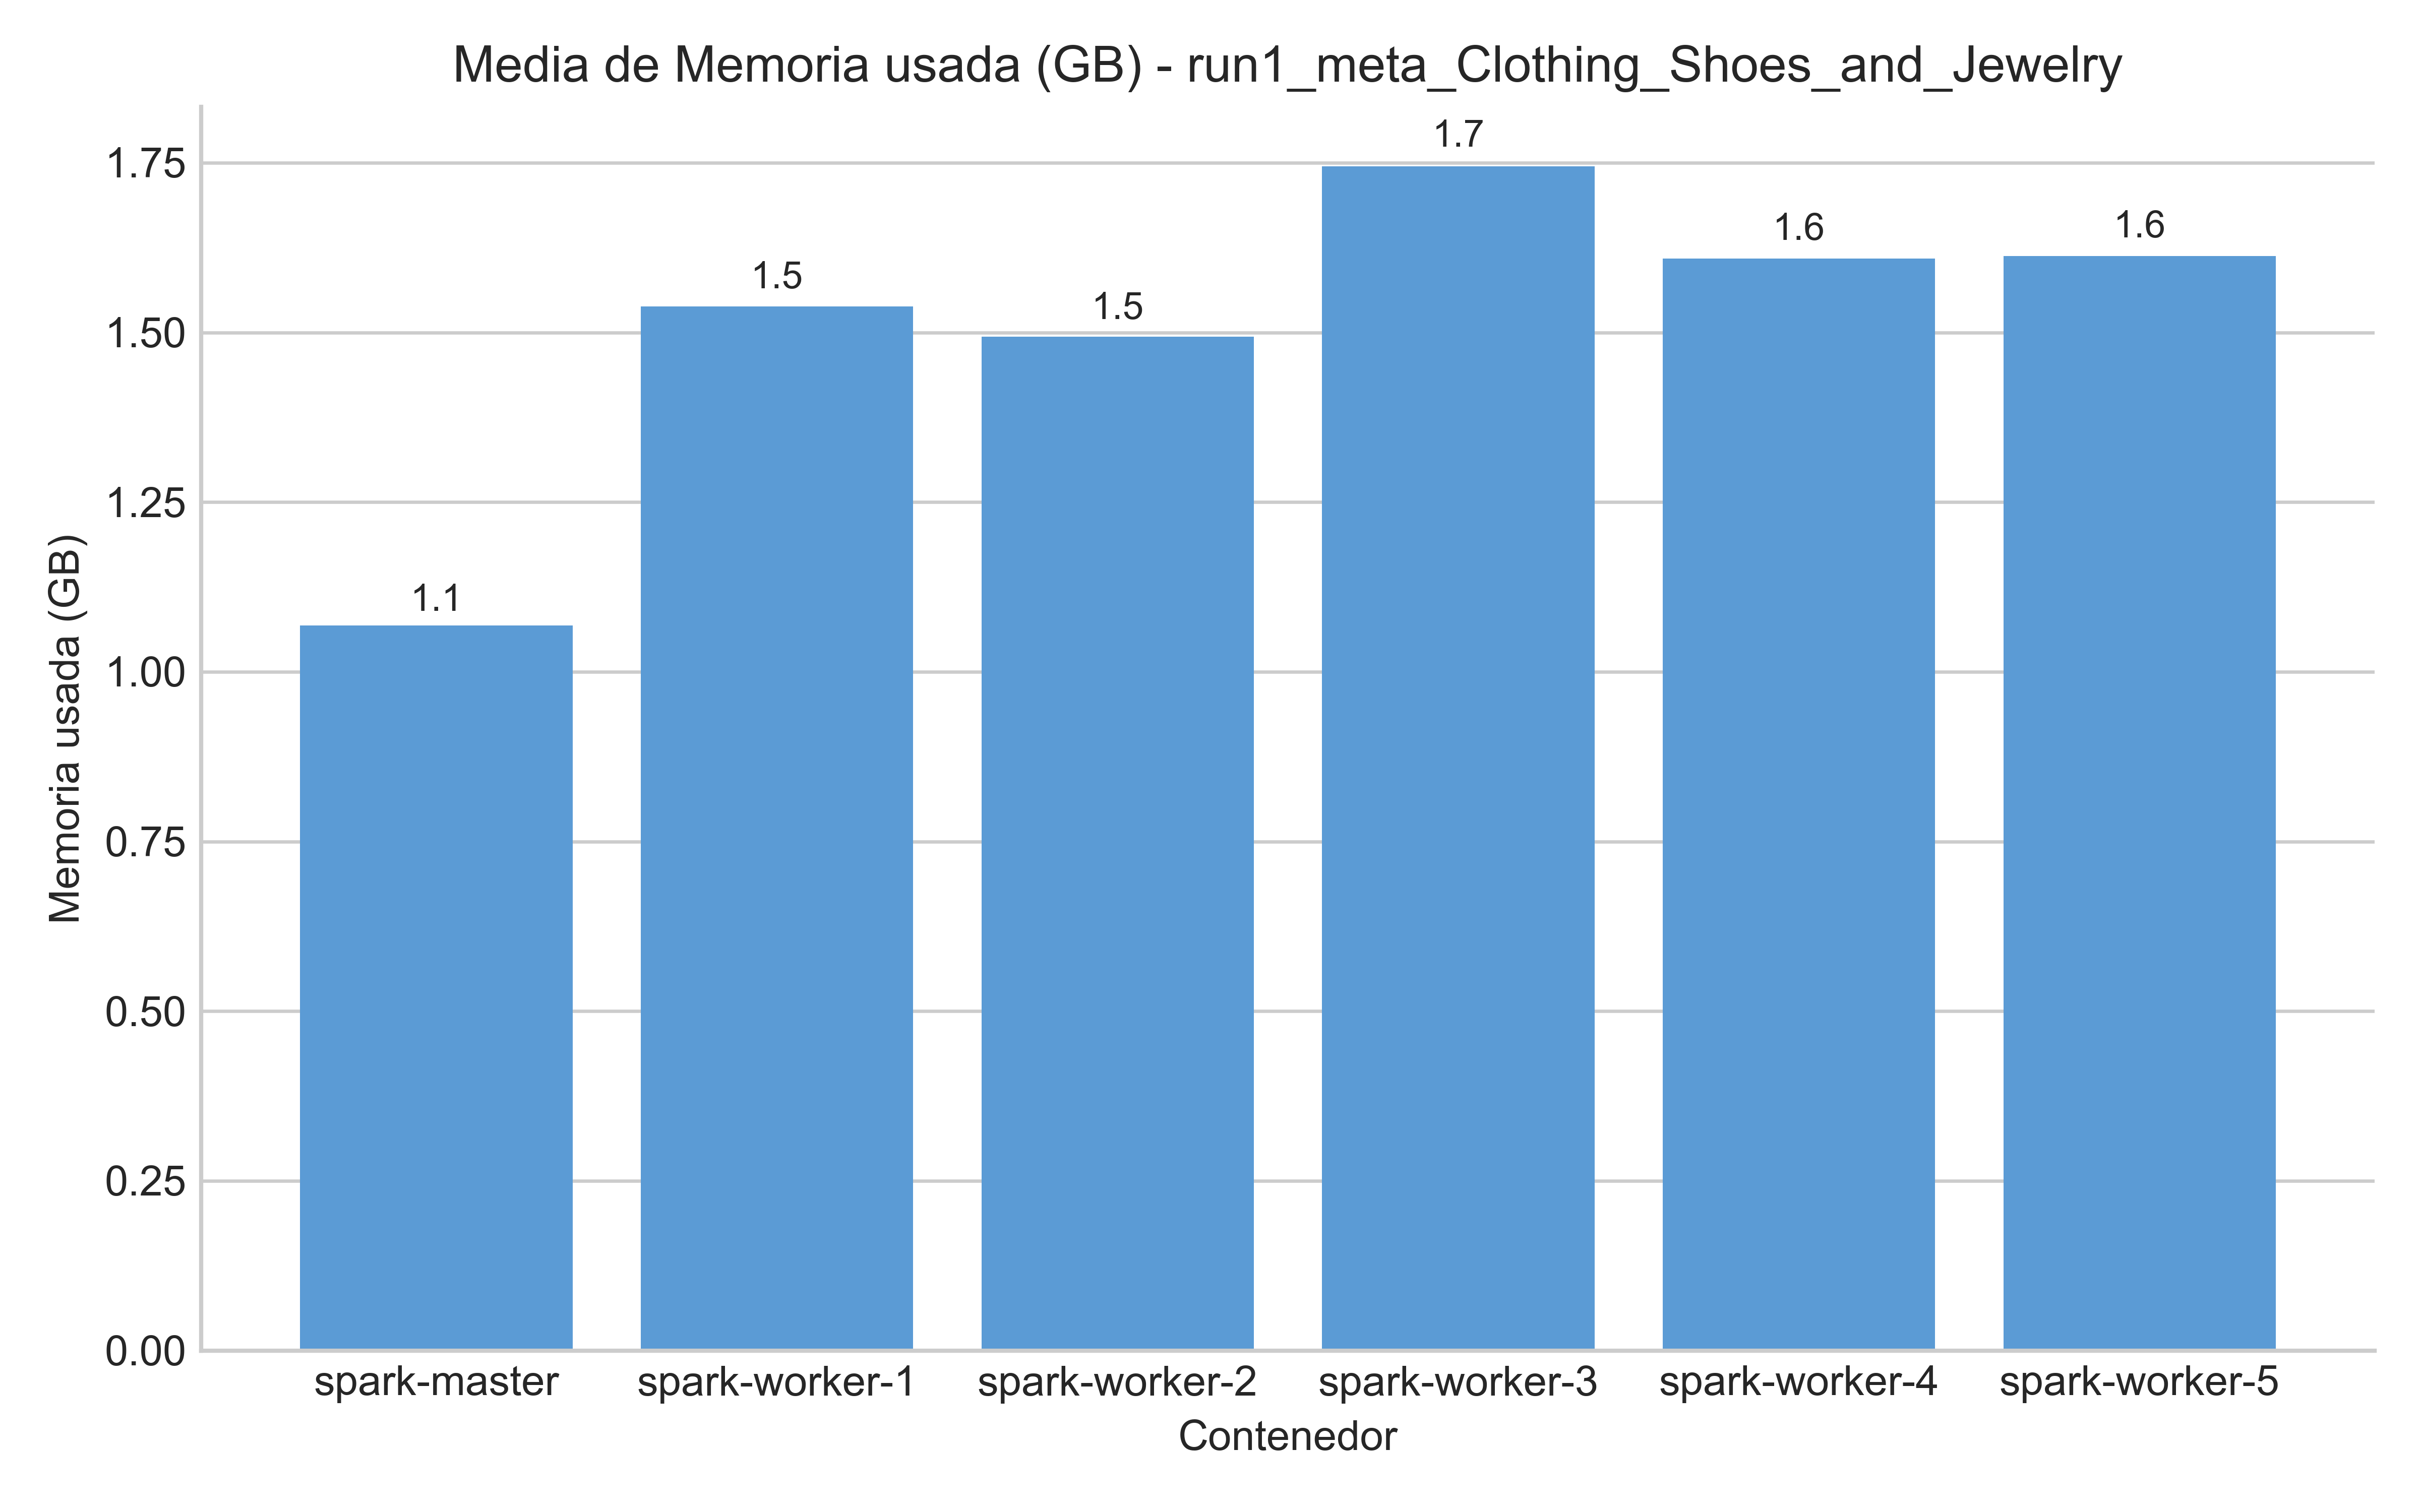 Media de Memoria usada (GB) - run1_meta_Clothing_Shoes_and_Jewelry
1.75
1.50
1.25
1.00
0.75
0.50
0.25
0.00
Memoria usada (GB)
1.1
1.5
1.5
1.7
1.6
1.6
spark-master
spark-worker-1
spark-worker-2
spark-worker-3
spark-worker-4
spark-worker-5
Contenedor